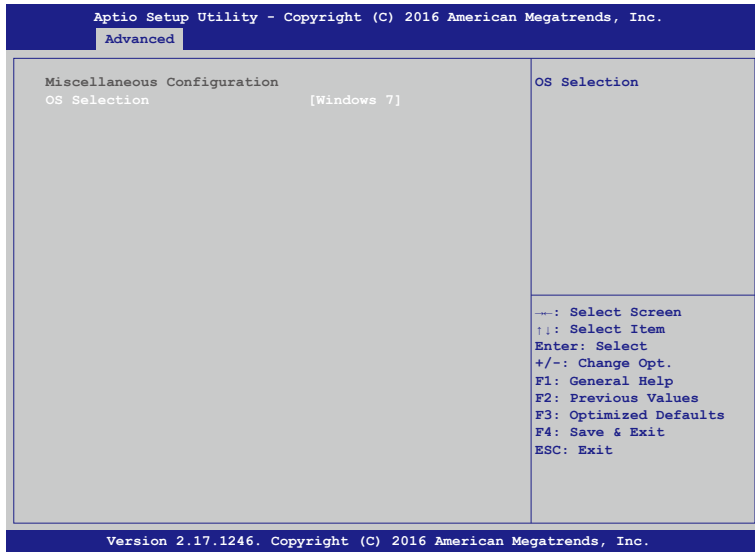 Aptio Setup Utility - Copyright (C) 2016 American Megatrends, Inc.
Advanced
Miscellaneous Configuration
OS Selection [Windows 7]
OS Selection
→←: Select Screen
↑↓: Select Item
Enter: Select
+/-: Change Opt.
F1: General Help
F2: Previous Values
F3: Optimized Defaults
F4: Save & Exit
ESC: Exit
Version 2.17.1246. Copyright (C) 2016 American Megatrends, Inc.